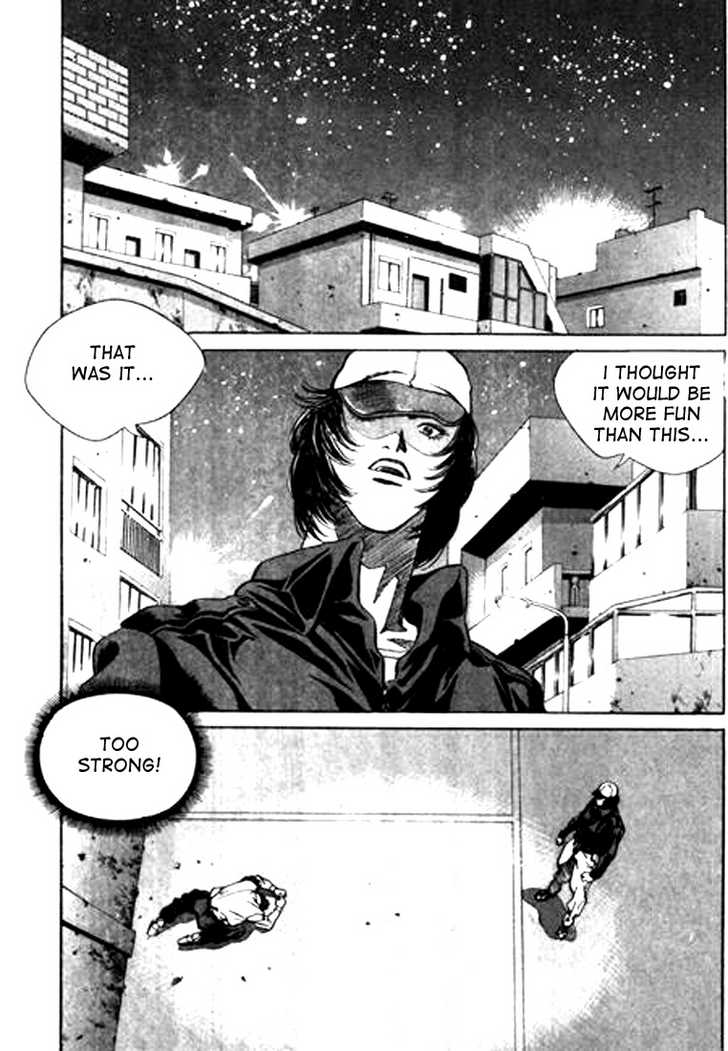 THAT
WAS IT...
I THOUGHT
IT WOULD BE
MORE FUN
THAN THIS...
TOO
STRONG!